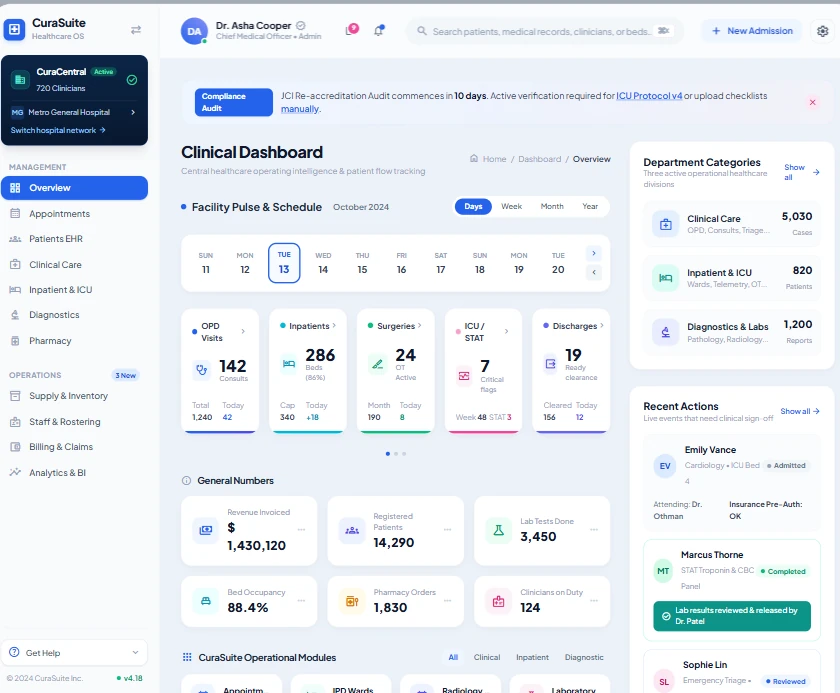 CuraSuite
Healthcare OS
CuraCentral Active
720 Clinicians
MG Metro General Hospital
Switch hospital network
MANAGEMENT
Overview
Appointments
Patients EHR
Clinical Care
Inpatient & ICU
Diagnostics
Pharmacy
OPERATIONS 3 New
Supply & Inventory
Staff & Rostering
Billing & Claims
Analytics & BI
Get Help
© 2024 CuraSuite Inc. v4.18
DA
Dr. Asha Cooper
Chief Medical Officer • Admin
9
Search patients, medical records, clinicians, or beds..
+ New Admission
Compliance
Audit
JCI Re-accreditation Audit commences in 10 days. Active verification required for ICU Protocol v4 or upload checklists
manually.
Clinical Dashboard
Central healthcare operating intelligence & patient flow tracking
Home / Dashboard / Overview
Facility Pulse & Schedule October 2024
Days Week Month Year
SUN MON TUE WED THU FRI SAT SUN MON TUE
11 12 13 14 15 16 17 18 19 20
OPD
Visits
142
Consults
Total Today
1,240 42
Inpatients
286
Beds
(86%)
Cap Today
340 +18
Surgeries
24
OT
Active
Month Today
190 8
ICU /
STAT
7
Critical
flags
Week 48 STAT 3
Discharges
19
Ready
clearance
Cleared Today
156 12
General Numbers
Revenue Invoiced
$
1,430,120
Registered
Patients
14,290
Lab Tests Done
3,450
Bed Occupancy
88.4%
Pharmacy Orders
1,830
Clinicians on Duty
124
CuraSuite Operational Modules
All Clinical Inpatient Diagnostic
Appointm...
IPD Wards
Radiology
Laboratory
Department Categories
Three active operational healthcare
divisions
Show
all
Clinical Care
OPD, Consults, Triage...
5,030
Cases
Inpatient & ICU
Wards, Telemetry, OT...
820
Patients
Diagnostics & Labs
Pathology, Radiology...
1,200
Reports
Recent Actions
Live events that need clinical sign-off
Show all
EV
Emily Vance
Cardiology • ICU Bed
4
Admitted
Attending: Dr.
Othman
Insurance Pre-Auth:
OK
MT
Marcus Thorne
STAT Troponin & CBC
Panel
Completed
Lab results reviewed & released by
Dr. Patel
SL
Sophie Lin
Emergency Triage •
Reviewed